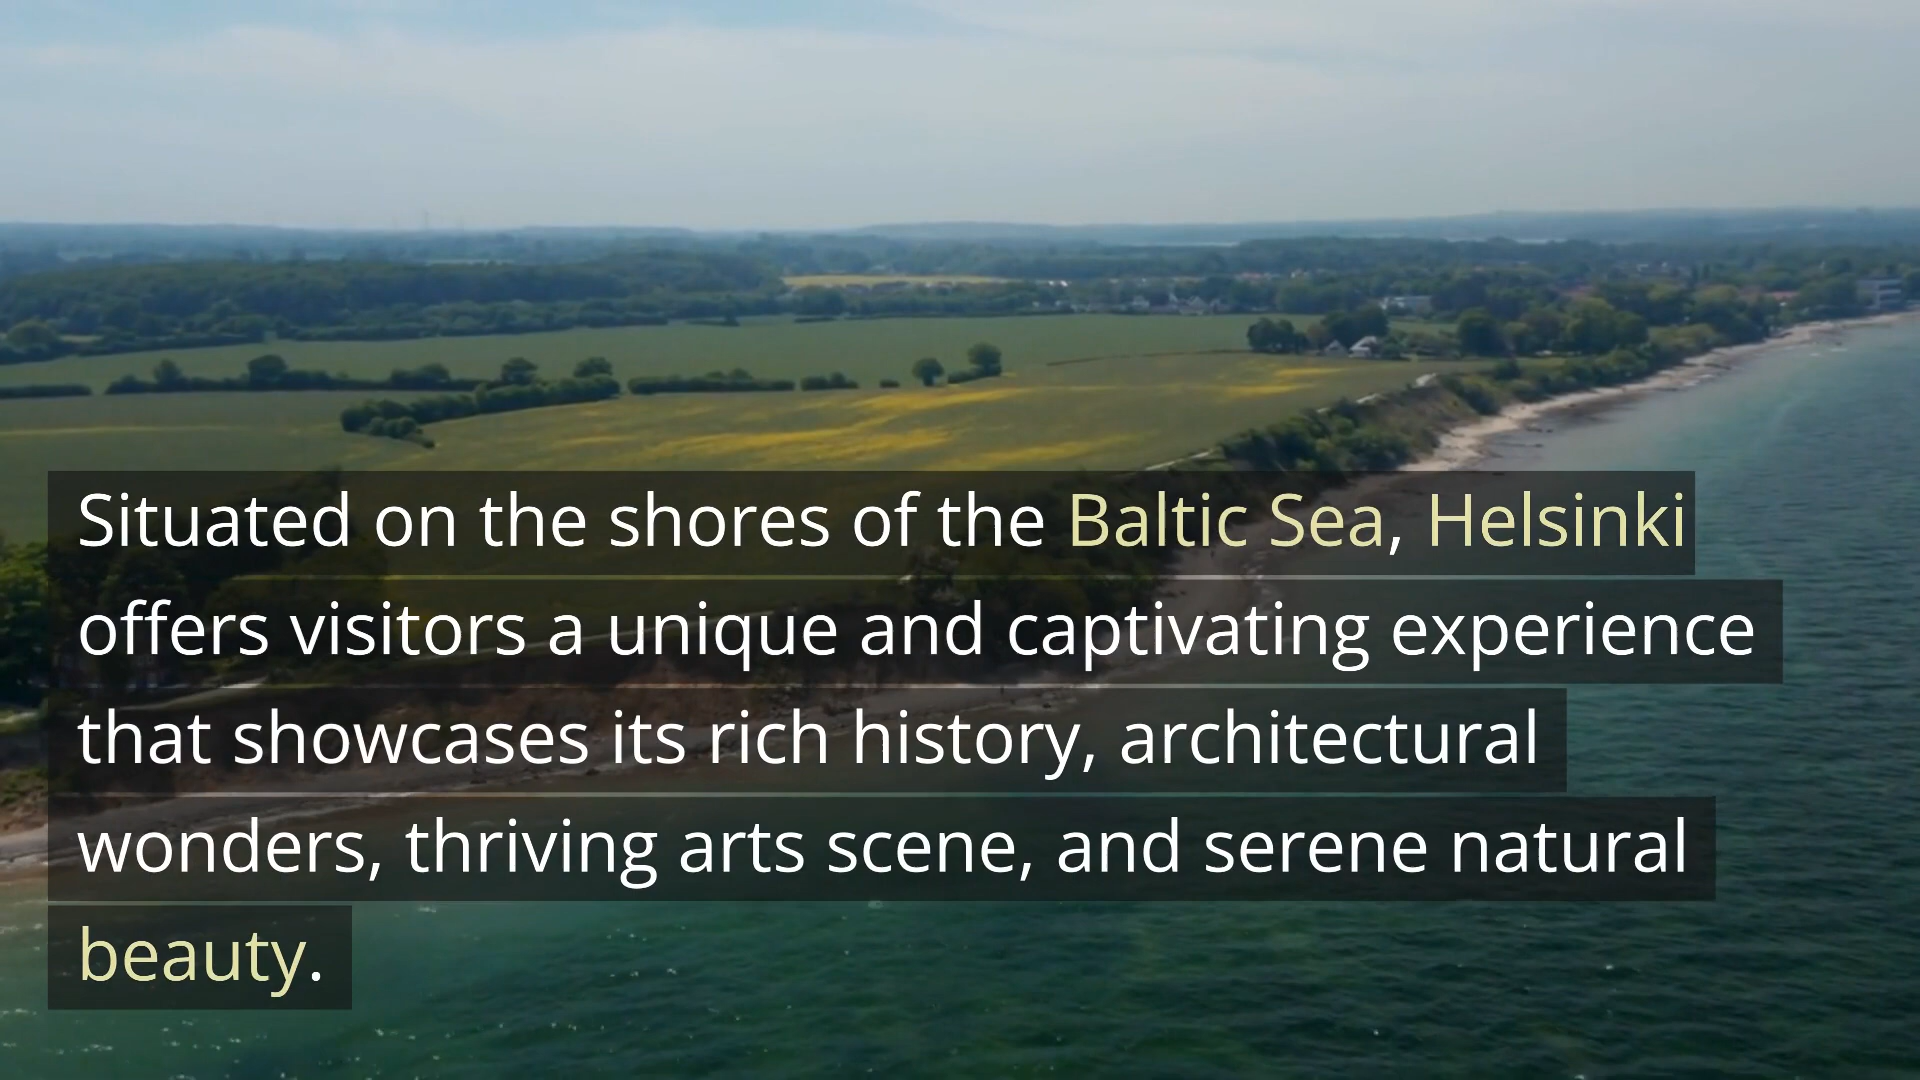 Situated on the shores of the Baltic Sea, Helsinki
offers visitors a unique and captivating experience
that showcases its rich history, architectural
wonders, thriving arts scene, and serene natural
beauty.